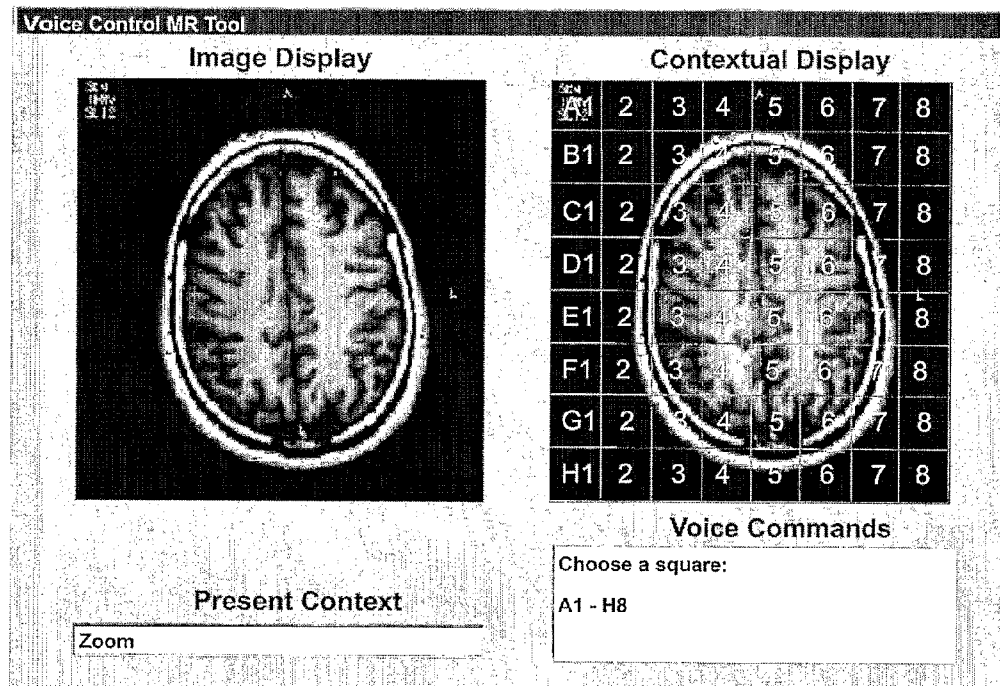 Voice Control MR Tool
Image Display
Contextual Display
A
A
A1 2 3 4 5 6 7 8
B1 2 3 4 5 6 7 8
C1 2 3 4 5 6 7 8
D1 2 3 4 5 6 7 8
L
E1 2 3 4 5 6 7 8
L
F1 2 3 4 5 6 7 8
G1 2 3 4 5 6 7 8
H1 2 3 4 5 6 7 8
Voice Commands
Choose a square:
A1 - H8
Present Context
Zoom